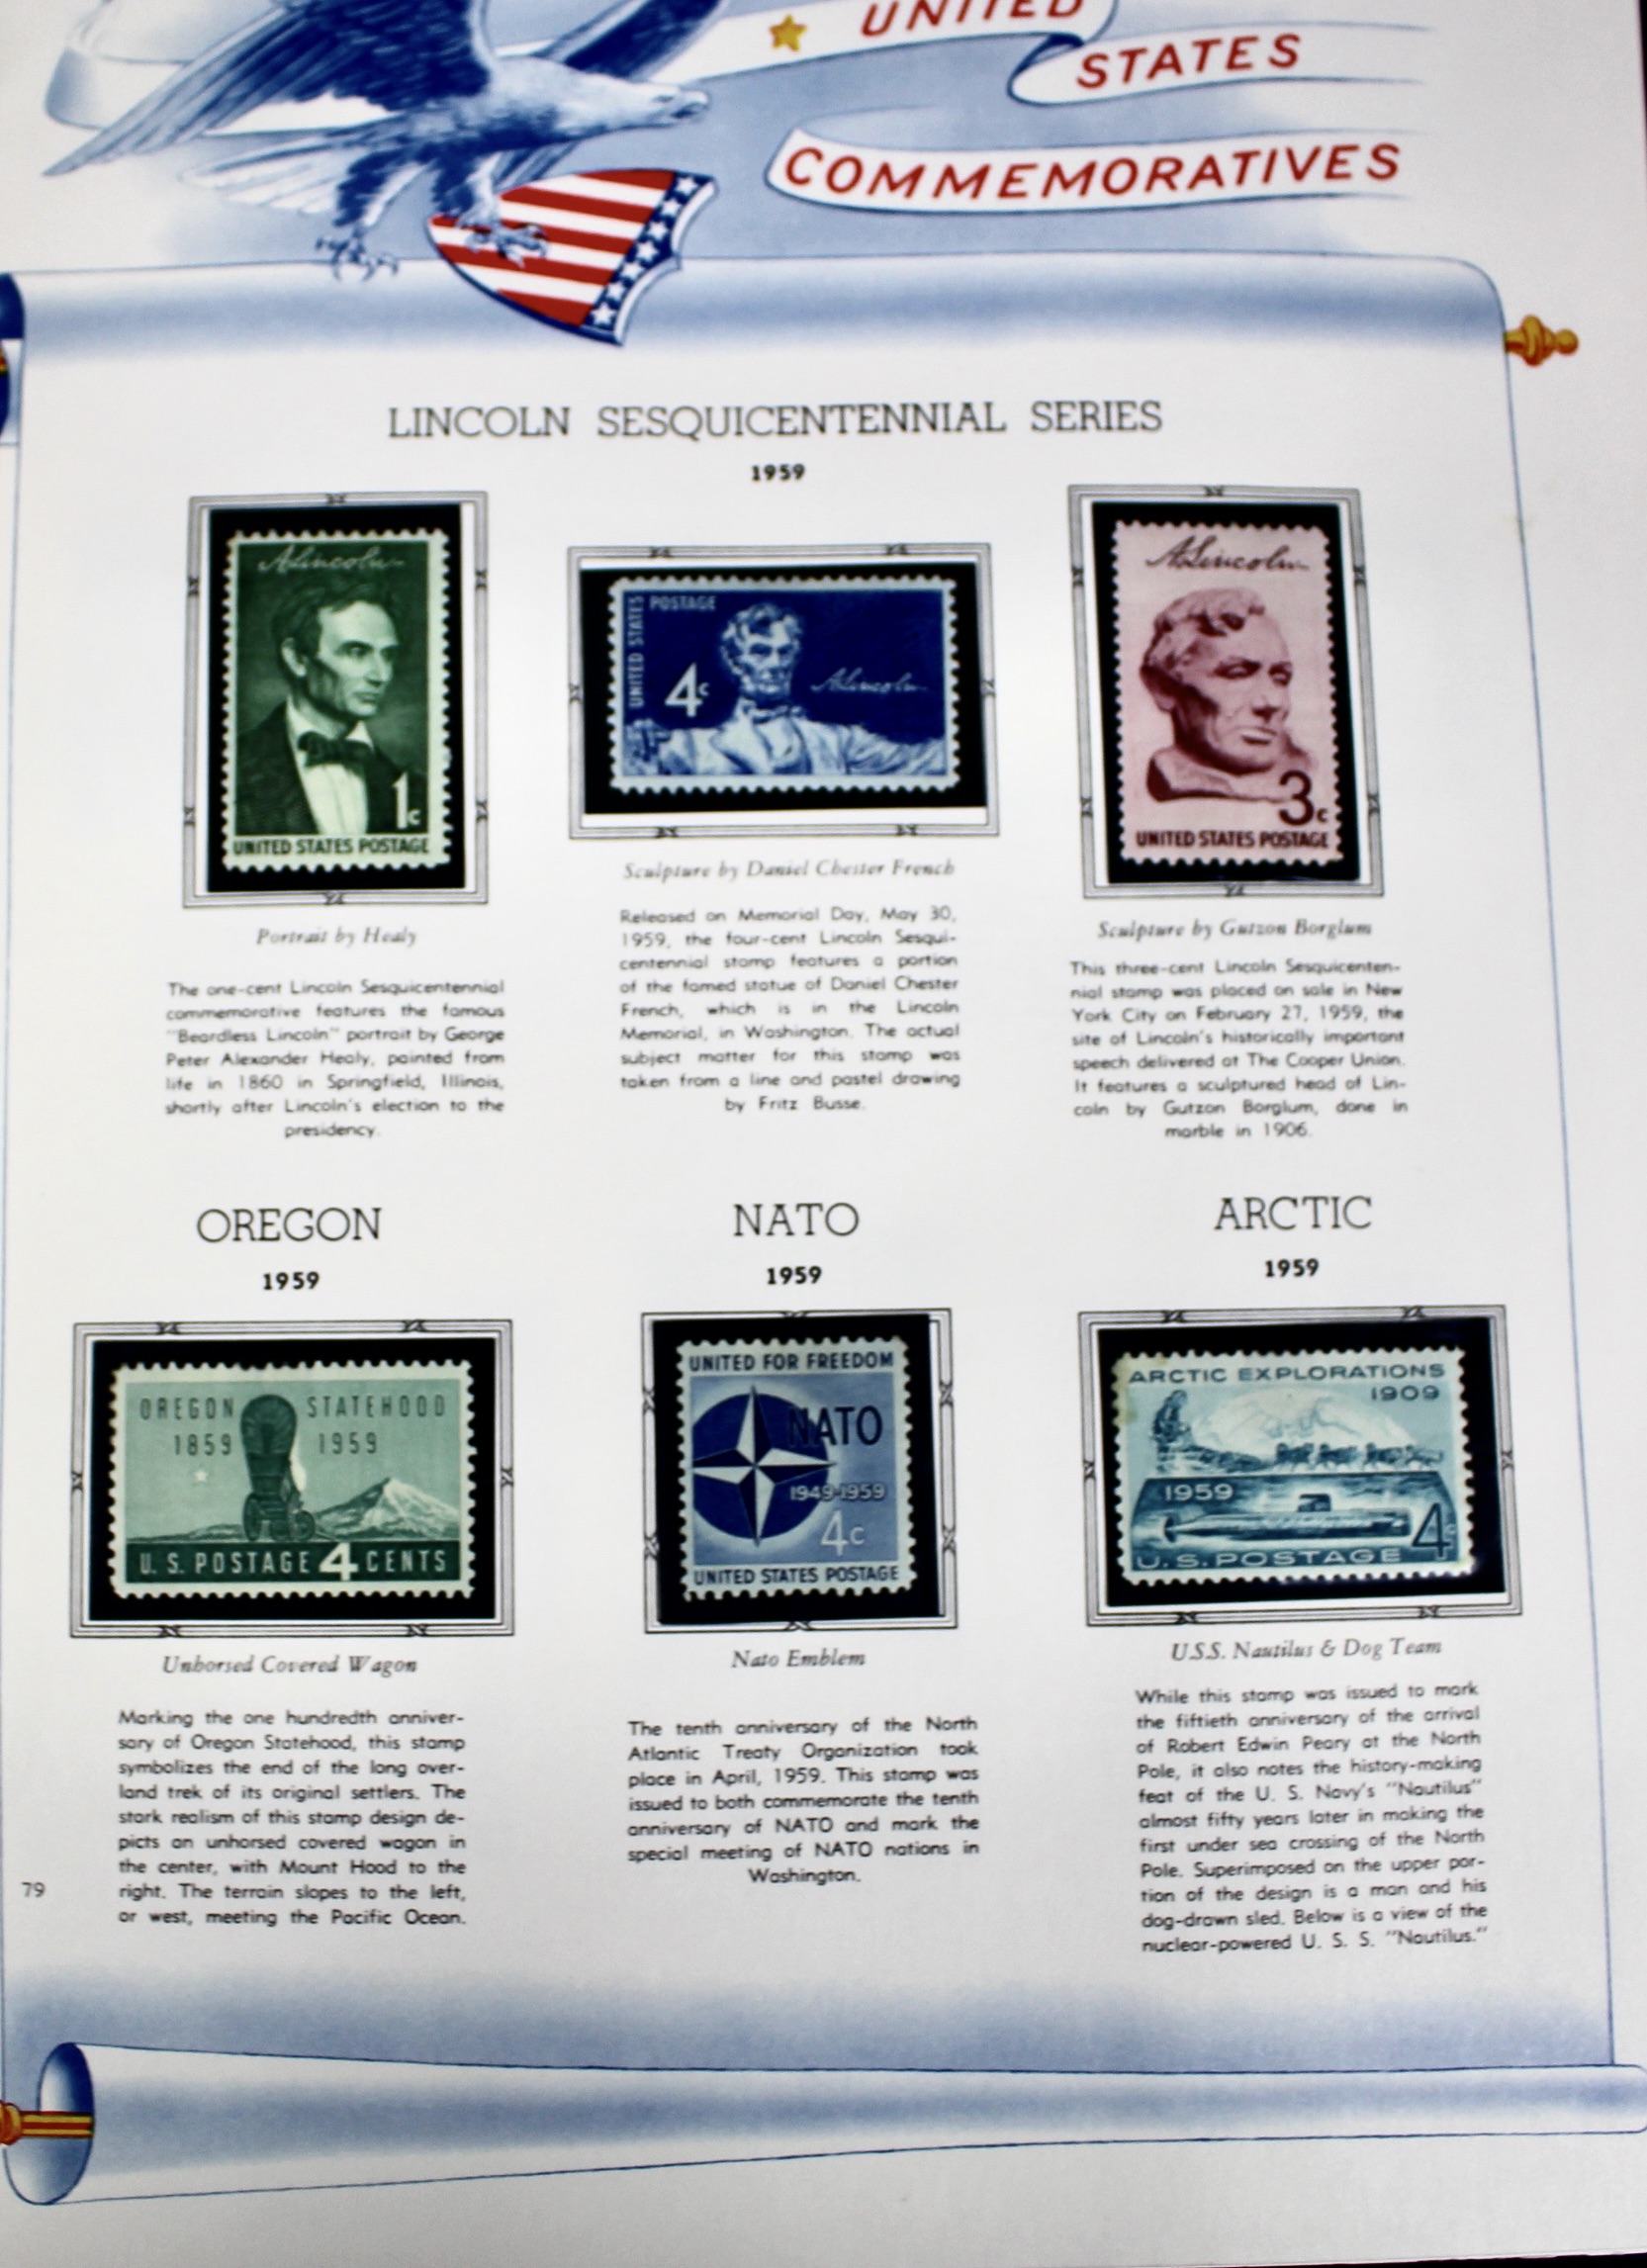 UNITED
STATES
COMMEMORATIVES
LINCOLN SESQUICENTENNIAL SERIES
1959
A.Lincoln
1c
UNITED STATES POSTAGE
Portrait by Healy
The one-cent Lincoln Sesquicentennial
commemorative features the famous
"Beardless Lincoln" portrait by George
Peter Alexander Healy, painted from
life in 1860 in Springfield, Illinois,
shortly after Lincoln's election to the
presidency.
UNITED STATES
POSTAGE
4c
A.Lincoln
Sculpture by Daniel Chester French
Released on Memorial Day, May 30,
1959, the four-cent Lincoln Sesqui-
centennial stamp features a portion
of the famed statue of Daniel Chester
French, which is in the Lincoln
Memorial, in Washington. The actual
subject matter for this stamp was
taken from a line and pastel drawing
by Fritz Busse.
A.Lincoln
3c
UNITED STATES POSTAGE
Sculpture by Gutzon Borglum
This three-cent Lincoln Sesquicenten-
nial stamp was placed on sale in New
York City on February 27, 1959, the
site of Lincoln's historically important
speech delivered at The Cooper Union.
It features a sculptured head of Lin-
coln by Gutzon Borglum, done in
marble in 1906.
OREGON
1959
OREGON STATEHOOD
1859 1959
U. S. POSTAGE 4 CENTS
Unhorsed Covered Wagon
Marking the one hundredth anniver-
sary of Oregon Statehood, this stamp
symbolizes the end of the long over-
land trek of its original settlers. The
stark realism of this stamp design de-
picts an unhorsed covered wagon in
the center, with Mount Hood to the
right. The terrain slopes to the left,
or west, meeting the Pacific Ocean.
NATO
1959
UNITED FOR FREEDOM
NATO
1949-1959
4c
UNITED STATES POSTAGE
Nato Emblem
The tenth anniversary of the North
Atlantic Treaty Organization took
place in April, 1959. This stamp was
issued to both commemorate the tenth
anniversary of NATO and mark the
special meeting of NATO nations in
Washington.
ARCTIC
1959
ARCTIC EXPLORATIONS
1909
1959
4c
U.S. POSTAGE
U.S.S. Nautilus & Dog Team
While this stamp was issued to mark
the fiftieth anniversary of the arrival
of Robert Edwin Peary at the North
Pole, it also notes the history-making
feat of the U. S. Navy's "Nautilus"
almost fifty years later in making the
first under sea crossing of the North
Pole. Superimposed on the upper por-
tion of the design is a man and his
dog-drawn sled. Below is a view of the
nuclear-powered U. S. S. "Nautilus."
79